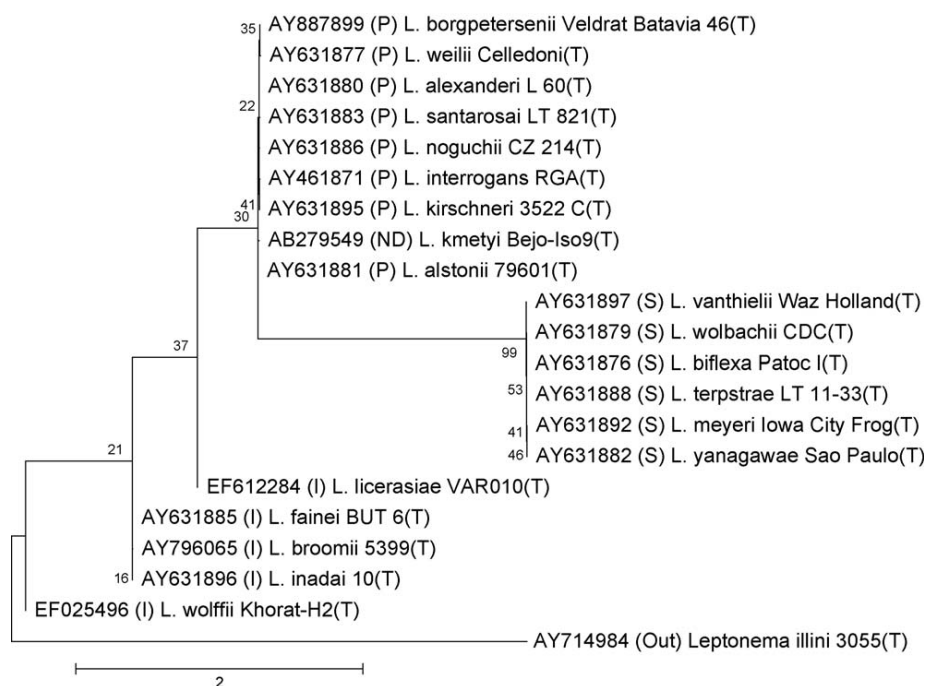 35
AY887899 (P) L. borgpetersenii Veldrat Batavia 46(T)
AY631877 (P) L. weilii Celledoni(T)
AY631880 (P) L. alexanderi L 60(T)
22
AY631883 (P) L. santarosai LT 821(T)
AY631886 (P) L. noguchii CZ 214(T)
AY461871 (P) L. interrogans RGA(T)
41
AY631895 (P) L. kirschneri 3522 C(T)
30
AB279549 (ND) L. kmetyi Bejo-Iso9(T)
AY631881 (P) L. alstonii 79601(T)
AY631897 (S) L. vanthielii Waz Holland(T)
AY631879 (S) L. wolbachii CDC(T)
99
37
AY631876 (S) L. biflexa Patoc I(T)
53
AY631888 (S) L. terpstrae LT 11-33(T)
41
AY631892 (S) L. meyeri Iowa City Frog(T)
21
46
AY631882 (S) L. yanagawae Sao Paulo(T)
EF612284 (I) L. licerasiae VAR010(T)
AY631885 (I) L. fainei BUT 6(T)
AY796065 (I) L. broomii 5399(T)
16
AY631896 (I) L. inadai 10(T)
EF025496 (I) L. wolffii Khorat-H2(T)
AY714984 (Out) Leptonema illini 3055(T)
2